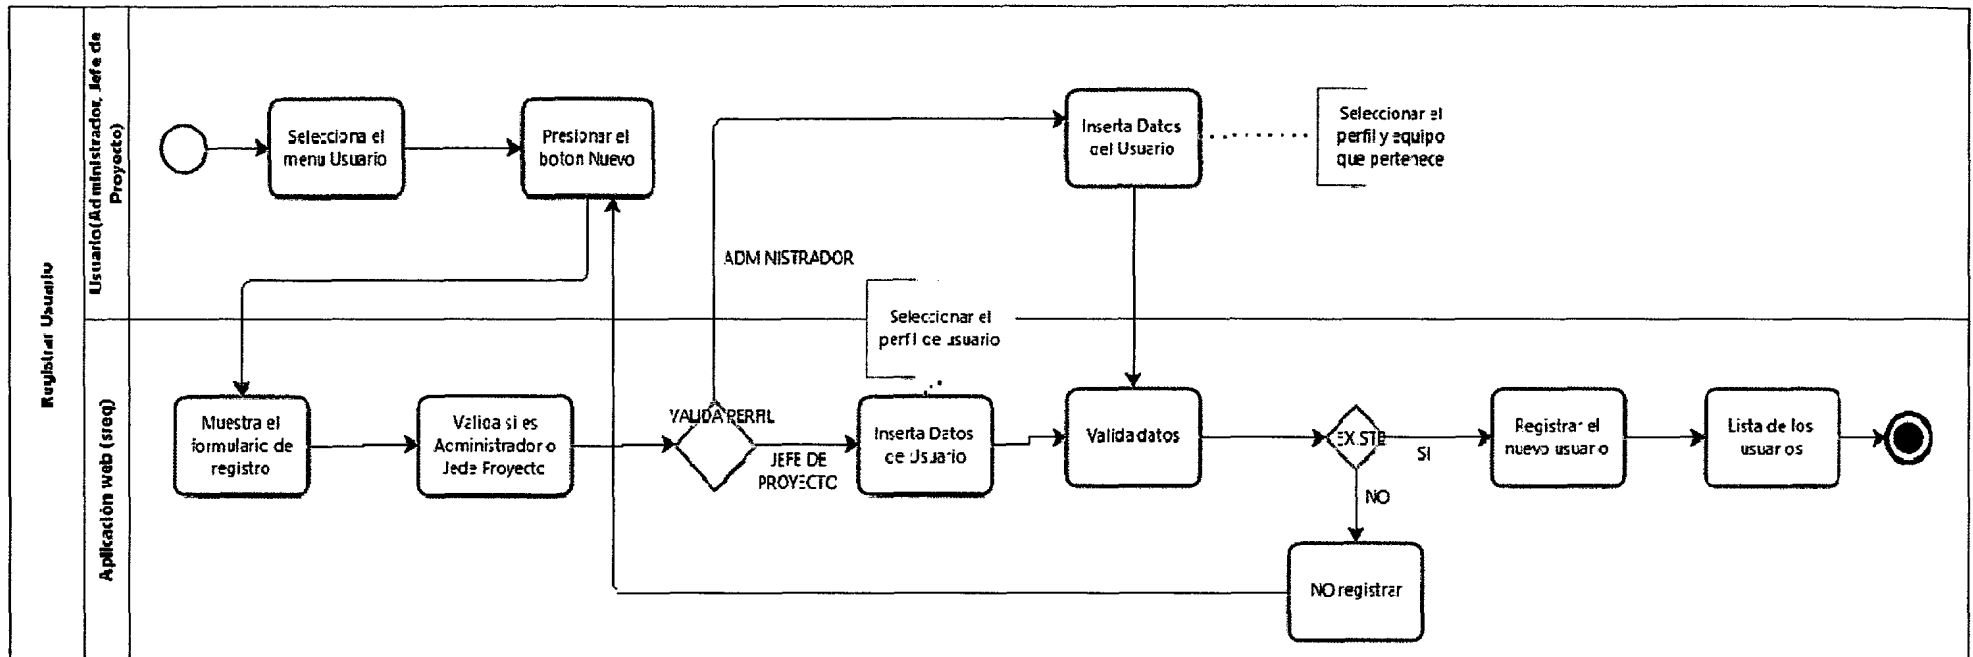 Registrar Usuario
Usuario(Administrador, Jefe de
Proyecto)
Selecciona el
menu Usuario
Presionar el
boton Nuevo
Inserta Datos
del Usuario
Seleccionar el
perfil y equipo
que pertenece
ADMINISTRADOR
Seleccionar el
perfil de usuario
Aplicación web (sreq)
Muestra el
formulario de
registro
Valida si es
Administrador o
Jede Proyecto
VALIDA PERFIL
JEFE DE
PROYECTO
Inserta Datos
de Usuario
Valida datos
EXISTE
SI
NO
Registrar el
nuevo usuario
Lista de los
usuarios
NO registrar